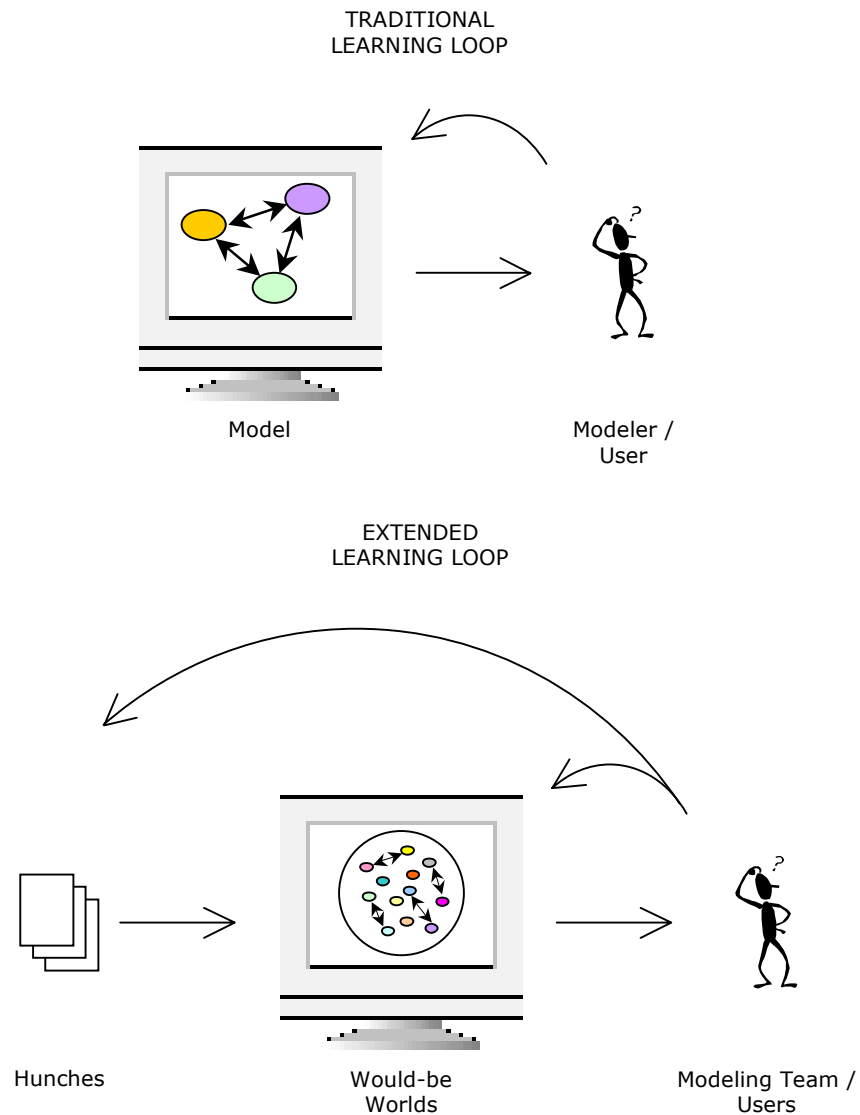 TRADITIONAL
LEARNING LOOP
?
Model
Modeler /
User
EXTENDED
LEARNING LOOP
?
Hunches
Would-be
Worlds
Modeling Team /
Users